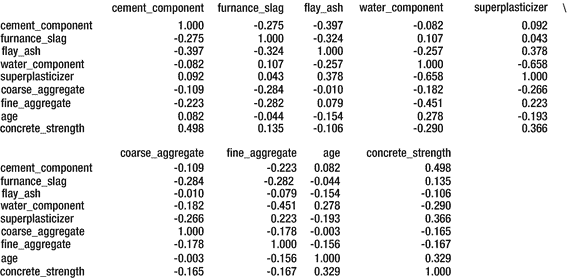 cement_component furnance_slag flay_ash water_component superplasticizer \
cement_component 1.000 -0.275 -0.397 -0.082 0.092
furnance_slag -0.275 1.000 -0.324 0.107 0.043
flay_ash -0.397 -0.324 1.000 -0.257 0.378
water_component -0.082 0.107 -0.257 1.000 -0.658
superplasticizer 0.092 0.043 0.378 -0.658 1.000
coarse_aggregate -0.109 -0.284 -0.010 -0.182 -0.266
fine_aggregate -0.223 -0.282 0.079 -0.451 0.223
age 0.082 -0.044 -0.154 0.278 -0.193
concrete_strength 0.498 0.135 -0.106 -0.290 0.366
coarse_aggregate fine_aggregate age concrete_strength
cement_component -0.109 -0.223 0.082 0.498
furnance_slag -0.284 -0.282 -0.044 0.135
flay_ash -0.010 -0.079 -0.154 -0.106
water_component -0.182 -0.451 0.278 -0.290
superplasticizer -0.266 0.223 -0.193 0.366
coarse_aggregate 1.000 -0.178 -0.003 -0.165
fine_aggregate -0.178 1.000 -0.156 -0.167
age -0.003 -0.156 1.000 0.329
concrete_strength -0.165 -0.167 0.329 1.000